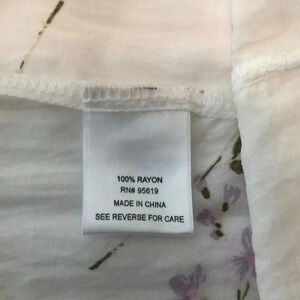 100% RAYON
RN# 95619
MADE IN CHINA
SEE REVERSE FOR CARE